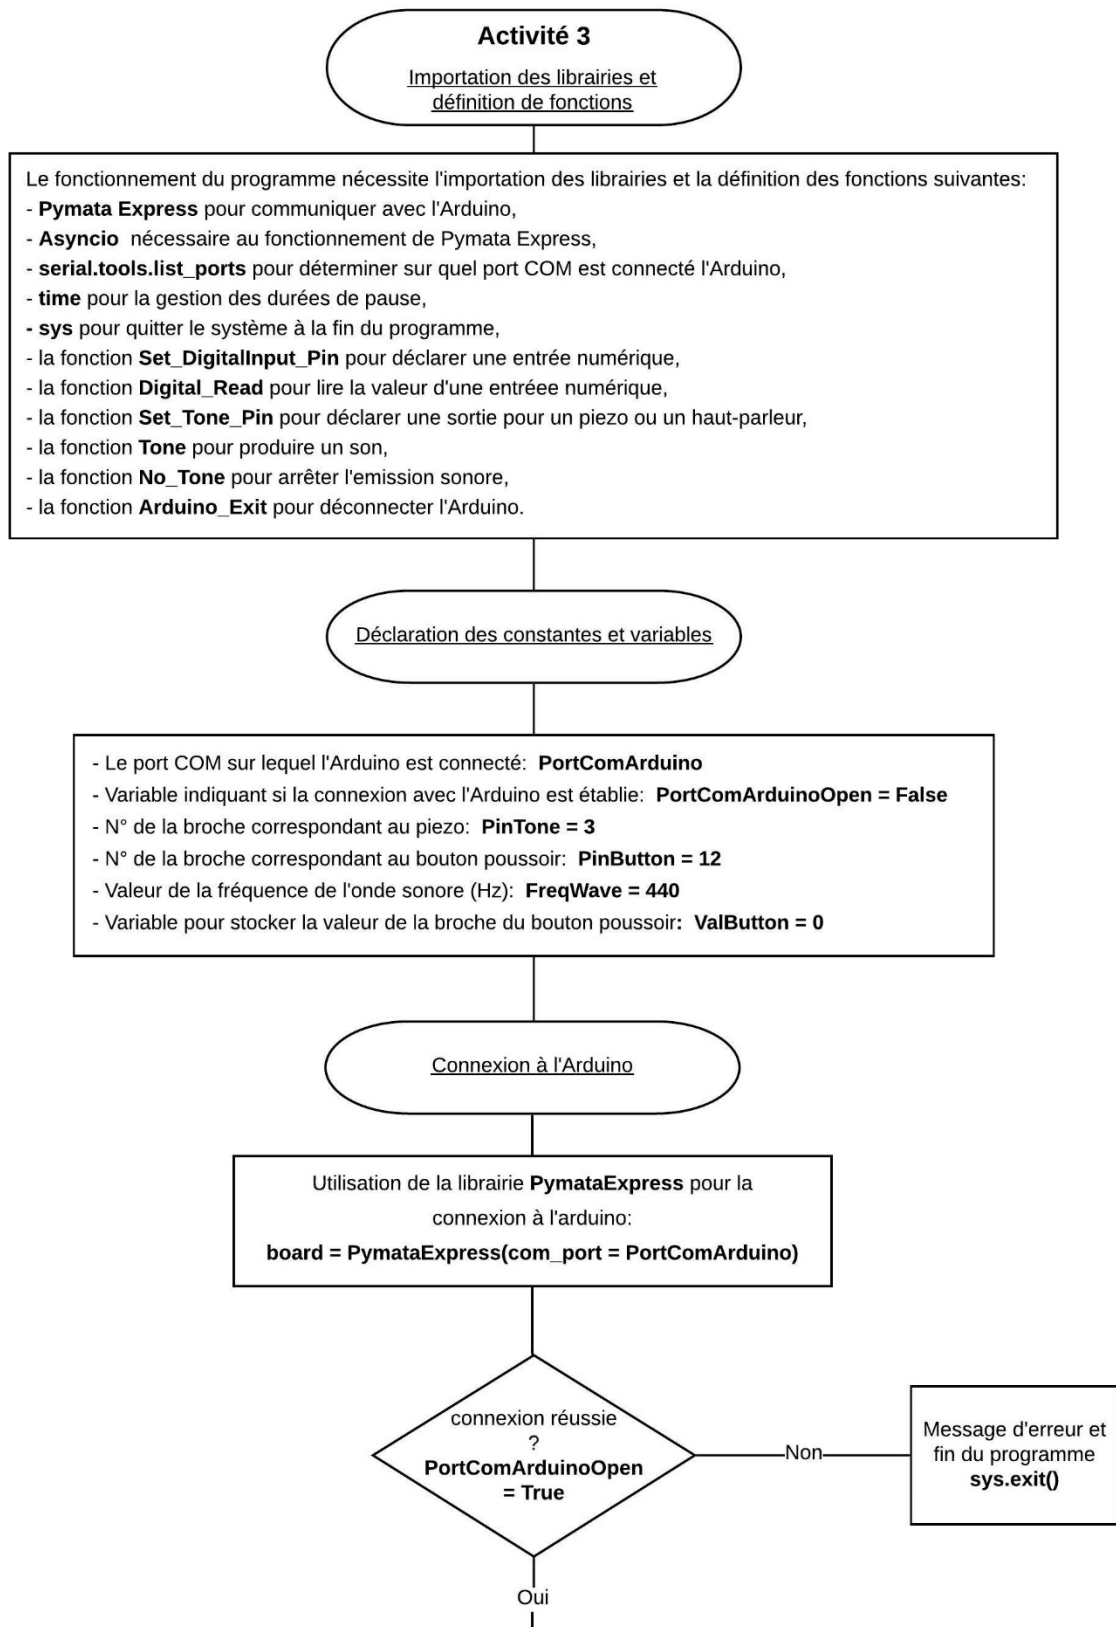 Activité 3
Importation des librairies et
définition de fonctions
Le fonctionnement du programme nécessite l'importation des librairies et la définition des fonctions suivantes:
- Pymata Express pour communiquer avec l'Arduino,
- Asyncio nécessaire au fonctionnement de Pymata Express,
- serial.tools.list_ports pour déterminer sur quel port COM est connecté l'Arduino,
- time pour la gestion des durées de pause,
- sys pour quitter le système à la fin du programme,
- la fonction Set_DigitalInput_Pin pour déclarer une entrée numérique,
- la fonction Digital_Read pour lire la valeur d'une entréee numérique,
- la fonction Set_Tone_Pin pour déclarer une sortie pour un piezo ou un haut-parleur,
- la fonction Tone pour produire un son,
- la fonction No_Tone pour arrêter l'emission sonore,
- la fonction Arduino_Exit pour déconnecter l'Arduino.
Déclaration des constantes et variables
- Le port COM sur lequel l'Arduino est connecté: PortComArduino
- Variable indiquant si la connexion avec l'Arduino est établie: PortComArduinoOpen = False
- N° de la broche correspondant au piezo: PinTone = 3
- N° de la broche correspondant au bouton poussoir: PinButton = 12
- Valeur de la fréquence de l'onde sonore (Hz): FreqWave = 440
- Variable pour stocker la valeur de la broche du bouton poussoir: ValButton = 0
Connexion à l'Arduino
Utilisation de la librairie PymataExpress pour la
connexion à l'arduino:
board = PymataExpress(com_port = PortComArduino)
connexion réussie
?
PortComArduinoOpen
= True
Non
Message d'erreur et
fin du programme
sys.exit()
Oui